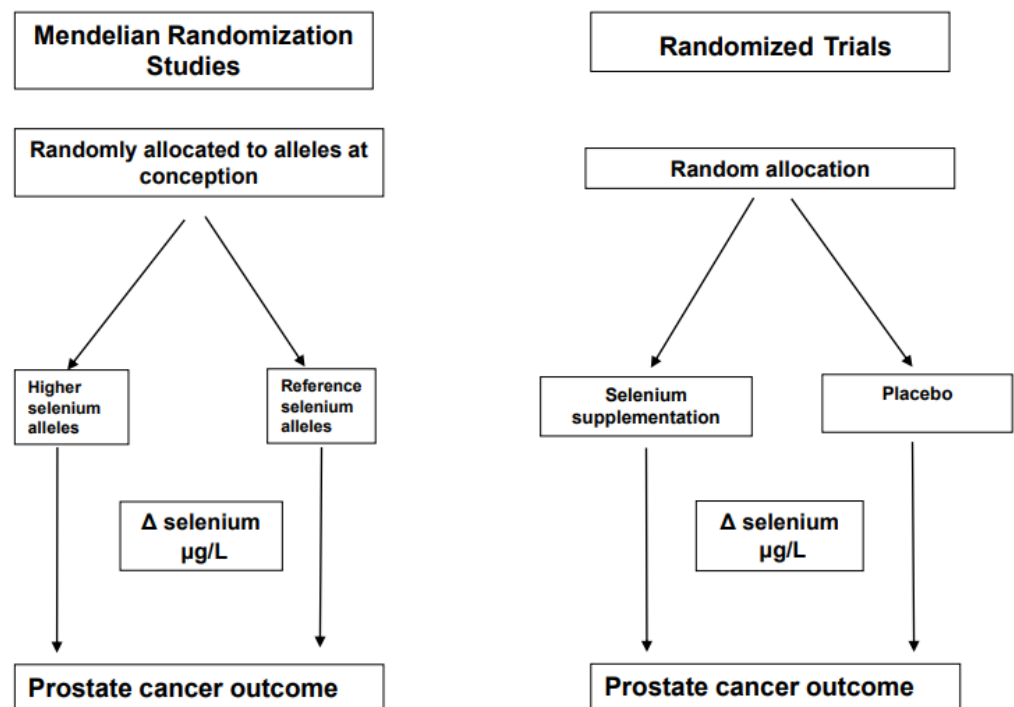 Mendelian Randomization
Studies
Randomly allocated to alleles at
conception
Higher
selenium
alleles
Reference
selenium
alleles
Δ selenium
µg/L
Prostate cancer outcome
Randomized Trials
Random allocation
Selenium
supplementation
Placebo
Δ selenium
µg/L
Prostate cancer outcome